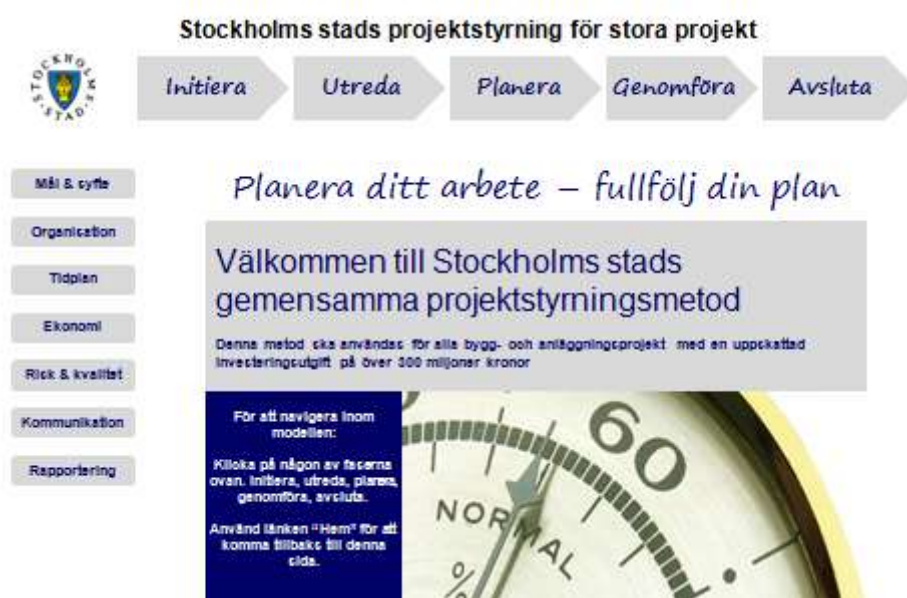 Stockholms stads projektstyrning för stora projekt
STOCKHOLMS STAD
Initiera
Utreda
Planera
Genomföra
Avsluta
Mål & syfte
Organisation
Tidplan
Ekonomi
Risk & kvalitet
Kommunikation
Rapportering
Planera ditt arbete – fullfölj din plan
Välkommen till Stockholms stads
gemensamma projektstyrningsmetod
Denna metod ska användas för alla bygg- och anläggningsprojekt med en uppskattad
investeringsutgift på över 300 miljoner kronor
För att navigera inom
modellen:
Klicka på någon av faserna
ovan. Initiera, utreda, planera,
genomföra, avsluta.
Använd länken "Hem" för att
komma tillbaks till denna
sida.
60
NORMAL
%